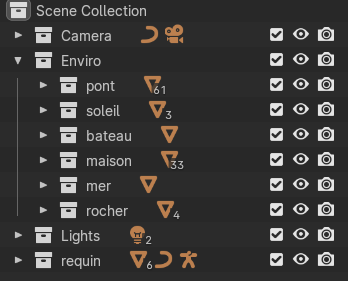 Scene Collection
Camera
Enviro
pont 61
soleil 3
bateau
maison 33
mer
rocher 4
Lights 2
requin 6